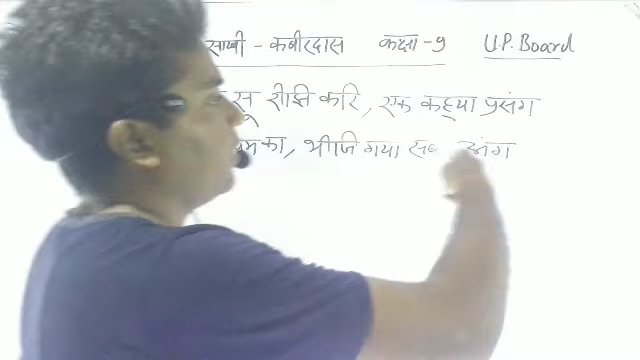 साखी - कबीरदास कक्षा - 9 U.P. Board
सू रीझि करि, एक कह्या प्रसंग
का, भीजि गया सब अंग